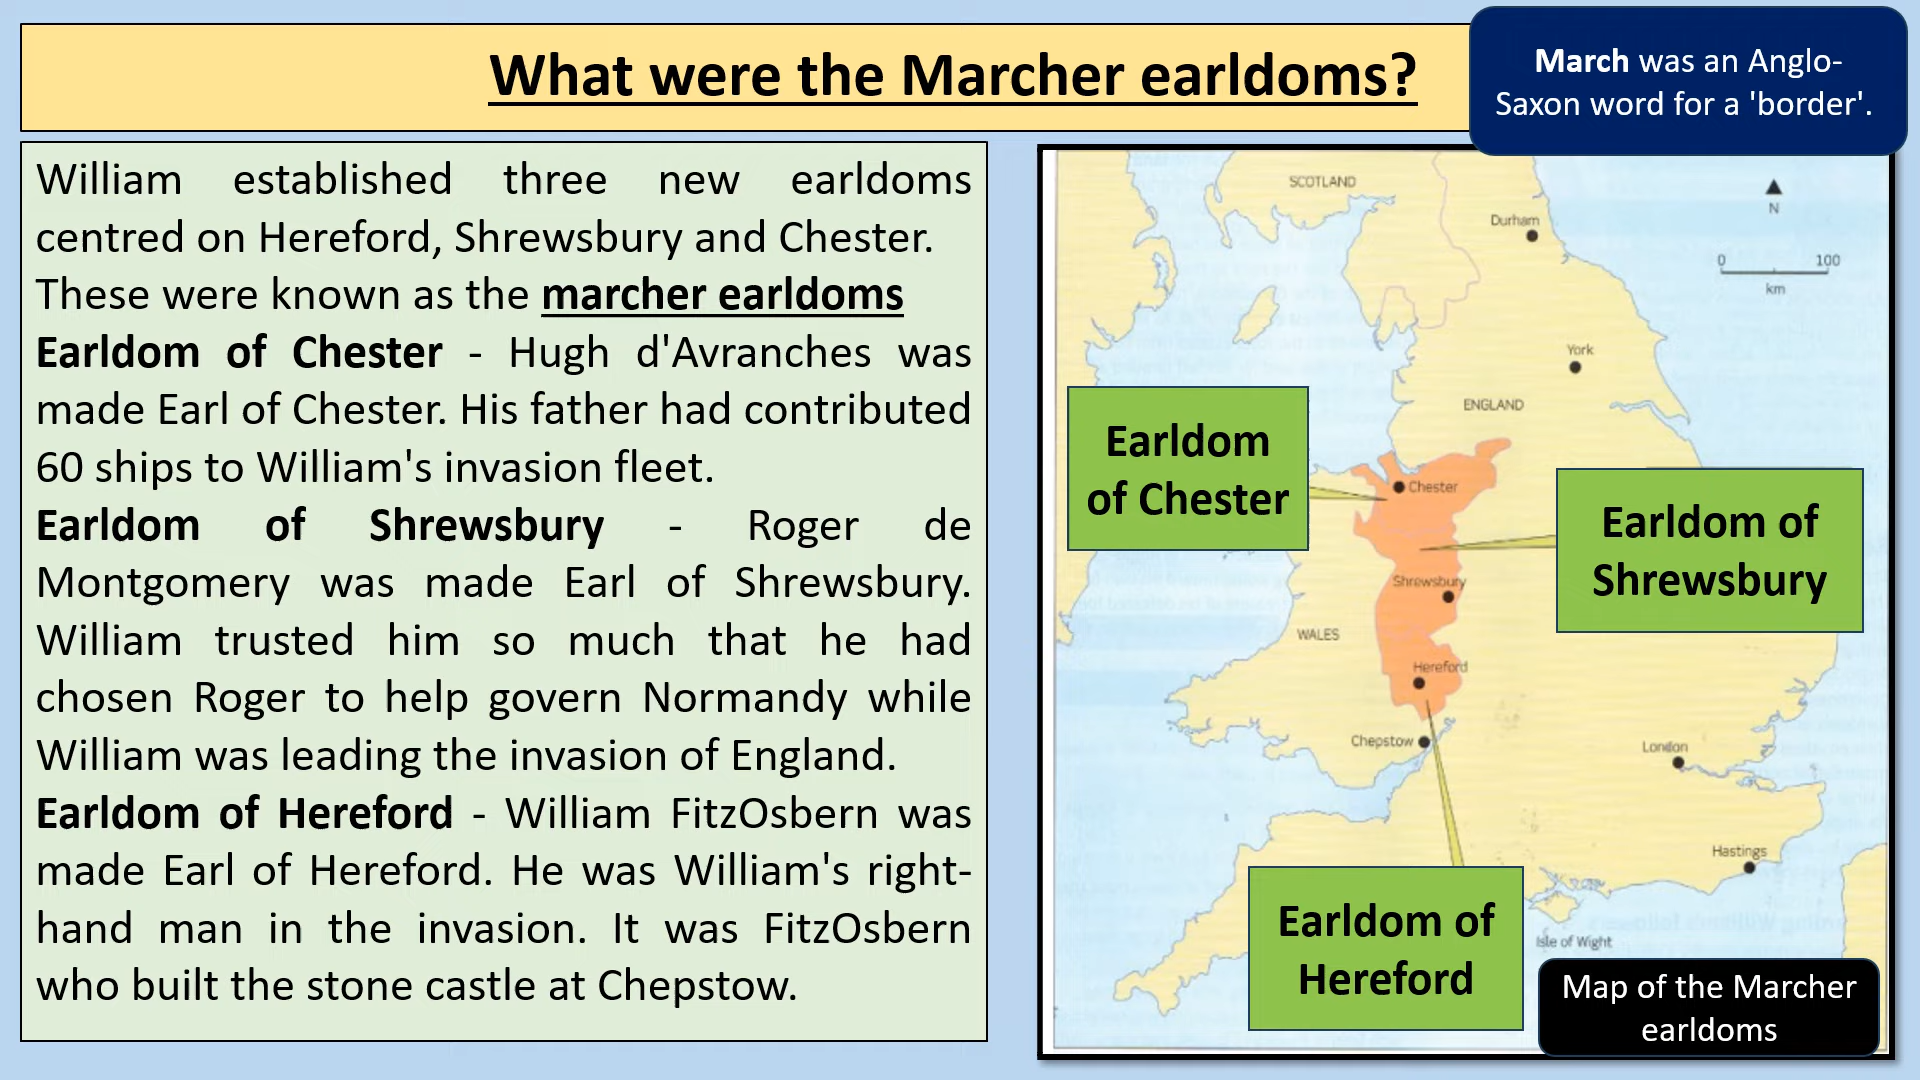 What were the Marcher earldoms?
March was an Anglo-
Saxon word for a 'border'.
William established three new earldoms
centred on Hereford, Shrewsbury and Chester.
These were known as the marcher earldoms
Earldom of Chester - Hugh d'Avranches was
made Earl of Chester. His father had contributed
60 ships to William's invasion fleet.
Earldom of Shrewsbury - Roger de
Montgomery was made Earl of Shrewsbury.
William trusted him so much that he had
chosen Roger to help govern Normandy while
William was leading the invasion of England.
Earldom of Hereford - William FitzOsbern was
made Earl of Hereford. He was William's right-
hand man in the invasion. It was FitzOsbern
who built the stone castle at Chepstow.
SCOTLAND
N
Durham
0 100
km
York
ENGLAND
Earldom
of Chester
Chester
Earldom of
Shrewsbury
Shrewsbury
WALES
Hereford
Chepstow
London
Hastings
Earldom of
Hereford
Isle of Wight
Map of the Marcher
earldoms